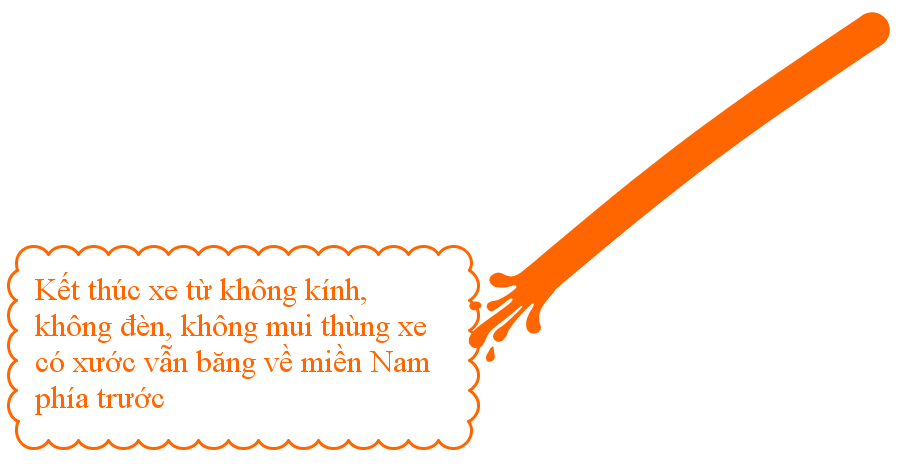 Kết thúc xe từ không kính,
không đèn, không mui thùng xe
có xước vẫn băng về miền Nam
phía trước